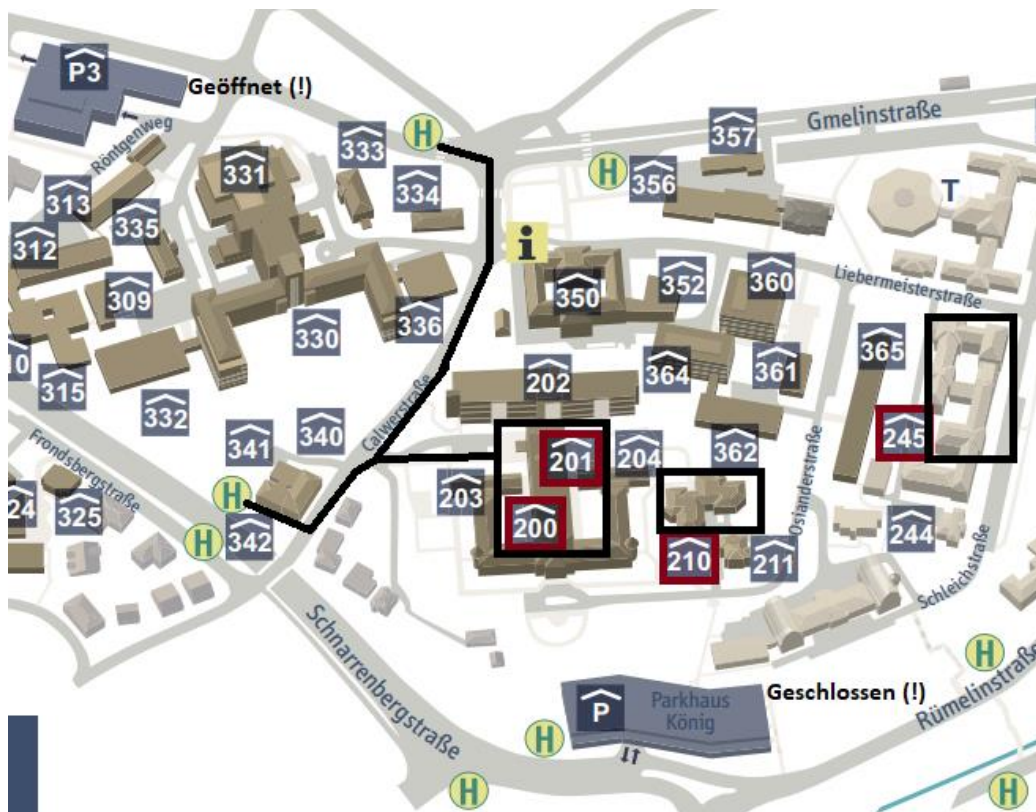 P3
Geöffnet (!)
H
Gmelinstraße
Röntgenweg
333
357
331
H
334
356
T
313
335
312
i
Liebermeisterstraße
350
352
360
309
330
336
10
315
332
202
364
361
365
Calwerstraße
341
340
245
201
204
362
Frondsbergstraße
H
203
Osianderstraße
24
325
342
H
200
210
211
244
Schleichstraße
Schnarrenbergstraße
H
Geschlossen (!)
P
Parkhaus
König
Rümelinstraße
H
H
H